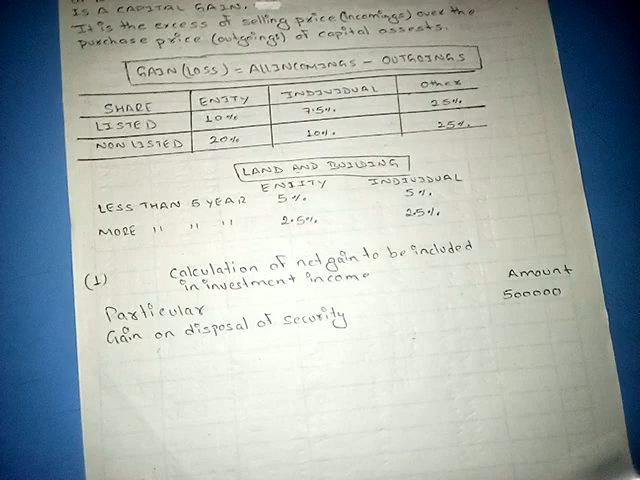 IS A CAPITAL GAIN.
It is the excess of selling price (Incomings) over the
purchase price (outgoings) of capital assests.
GAIN (LOSS) = ALL INCOMINGS - OUTGOINGS
SHARE ENTITY INDIVIDUAL Other
LISTED 10% 7.5% 25%
NON LISTED 20% 10% 25%
LAND AND BUILDING
ENTITY INDIVIDUAL
LESS THAN 5 YEAR 5% 5%
MORE " " " 2.5% 2.5%
(1) Calculation of net gain to be included
in investment income
Particular Amount
Gain on disposal of security 500000